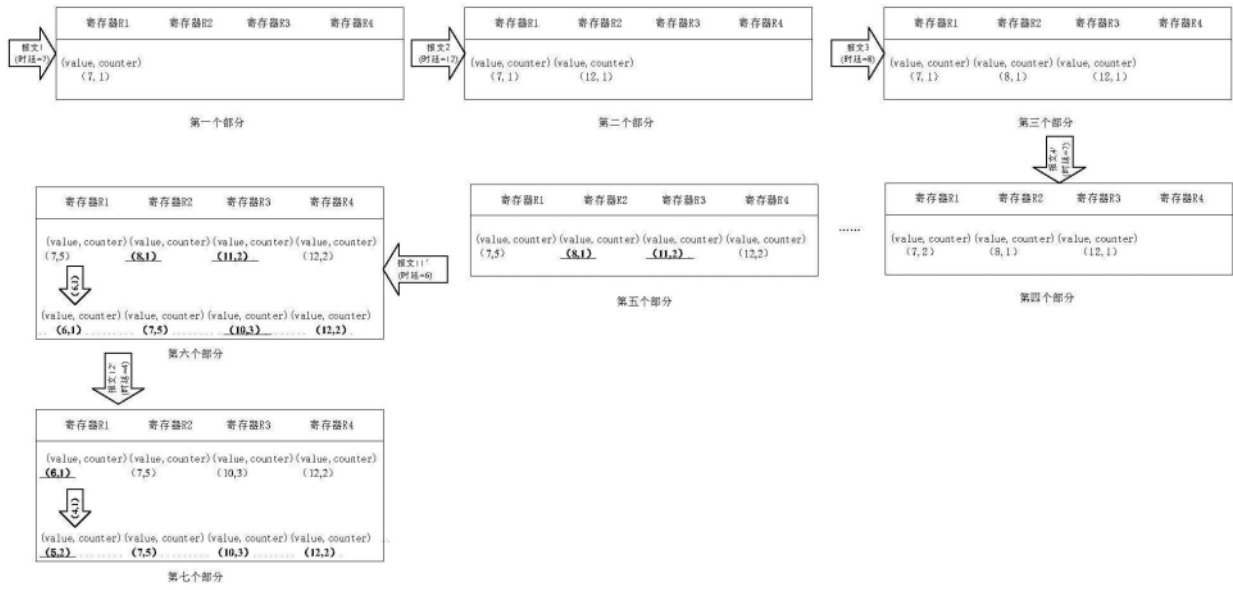 寄存器R1 寄存器R2 寄存器R3 寄存器R4
报文1
(时延=7)
(value,counter)
(7,1)
第一个部分
寄存器R1 寄存器R2 寄存器R3 寄存器R4
报文2
(时延=12)
(value,counter)(value,counter)
(7,1) (12,1)
第二个部分
寄存器R1 寄存器R2 寄存器R3 寄存器R4
报文3
(时延=8)
(value,counter)(value,counter)(value,counter)
(7,1) (8,1) (12,1)
第三个部分
报文4'
(时延=7)
寄存器R1 寄存器R2 寄存器R3 寄存器R4
(value,counter)(value,counter)(value,counter)
(7,2) (8,1) (12,1)
第四个部分
......
寄存器R1 寄存器R2 寄存器R3 寄存器R4
(value,counter)(value,counter)(value,counter)(value,counter)
(7,5) (8,1) (11,2) (12,2)
第五个部分
报文11'
(时延=6)
寄存器R1 寄存器R2 寄存器R3 寄存器R4
(value,counter)(value,counter)(value,counter)(value,counter)
(7,5) (8,1) (11,2) (12,2)
(6,1)
(value,counter)(value,counter)(value,counter)(value,counter)
(6,1) (7,5) (10,3) (12,2)
第六个部分
报文12'
(时延=4)
寄存器R1 寄存器R2 寄存器R3 寄存器R4
(value,counter)(value,counter)(value,counter)(value,counter)
(6,1) (7,5) (10,3) (12,2)
(4,1)
(value,counter)(value,counter)(value,counter)(value,counter)
(5,2) (7,5) (10,3) (12,2)
第七个部分